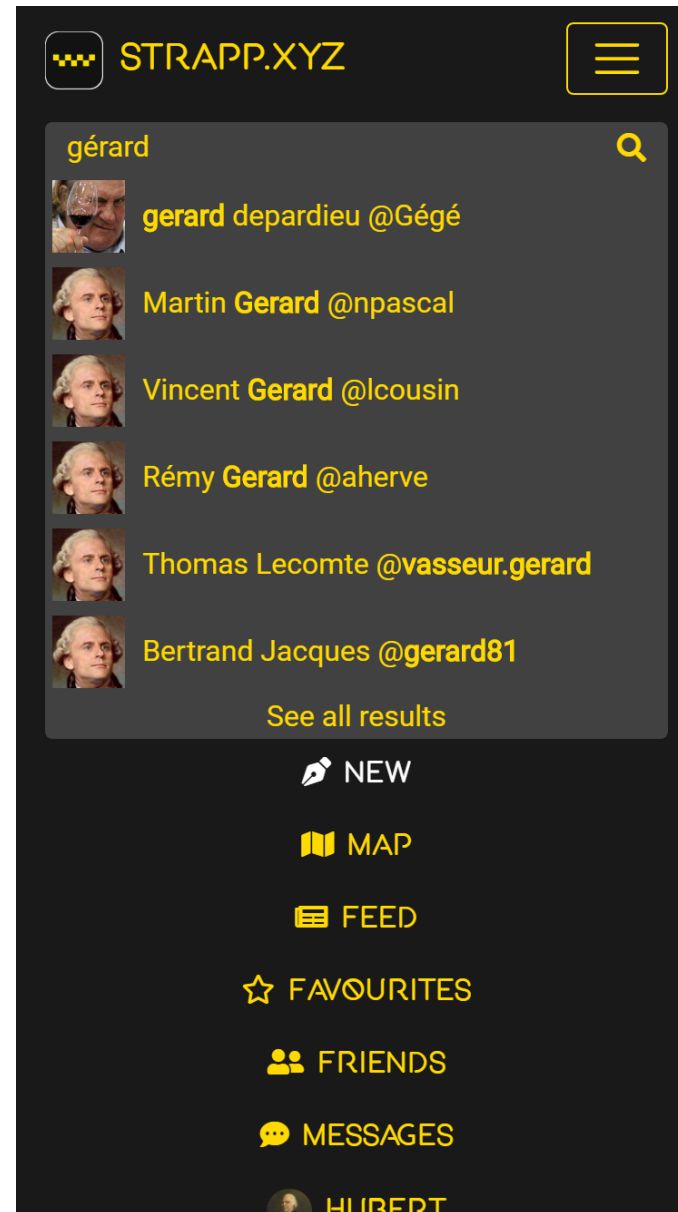 STRAPP.XYZ
gérard
gerard depardieu @Gégé
Martin Gerard @npascal
Vincent Gerard @lcousin
Rémy Gerard @aherve
Thomas Lecomte @vasseur.gerard
Bertrand Jacques @gerard81
See all results
NEW
MAP
FEED
FAVOURITES
FRIENDS
MESSAGES
HUBERT